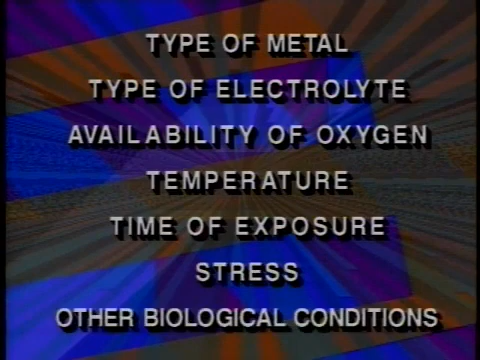 TYPE OF METAL
TYPE OF ELECTROLYTE
AVAILABILITY OF OXYGEN
TEMPERATURE
TIME OF EXPOSURE
STRESS
OTHER BIOLOGICAL CONDITIONS